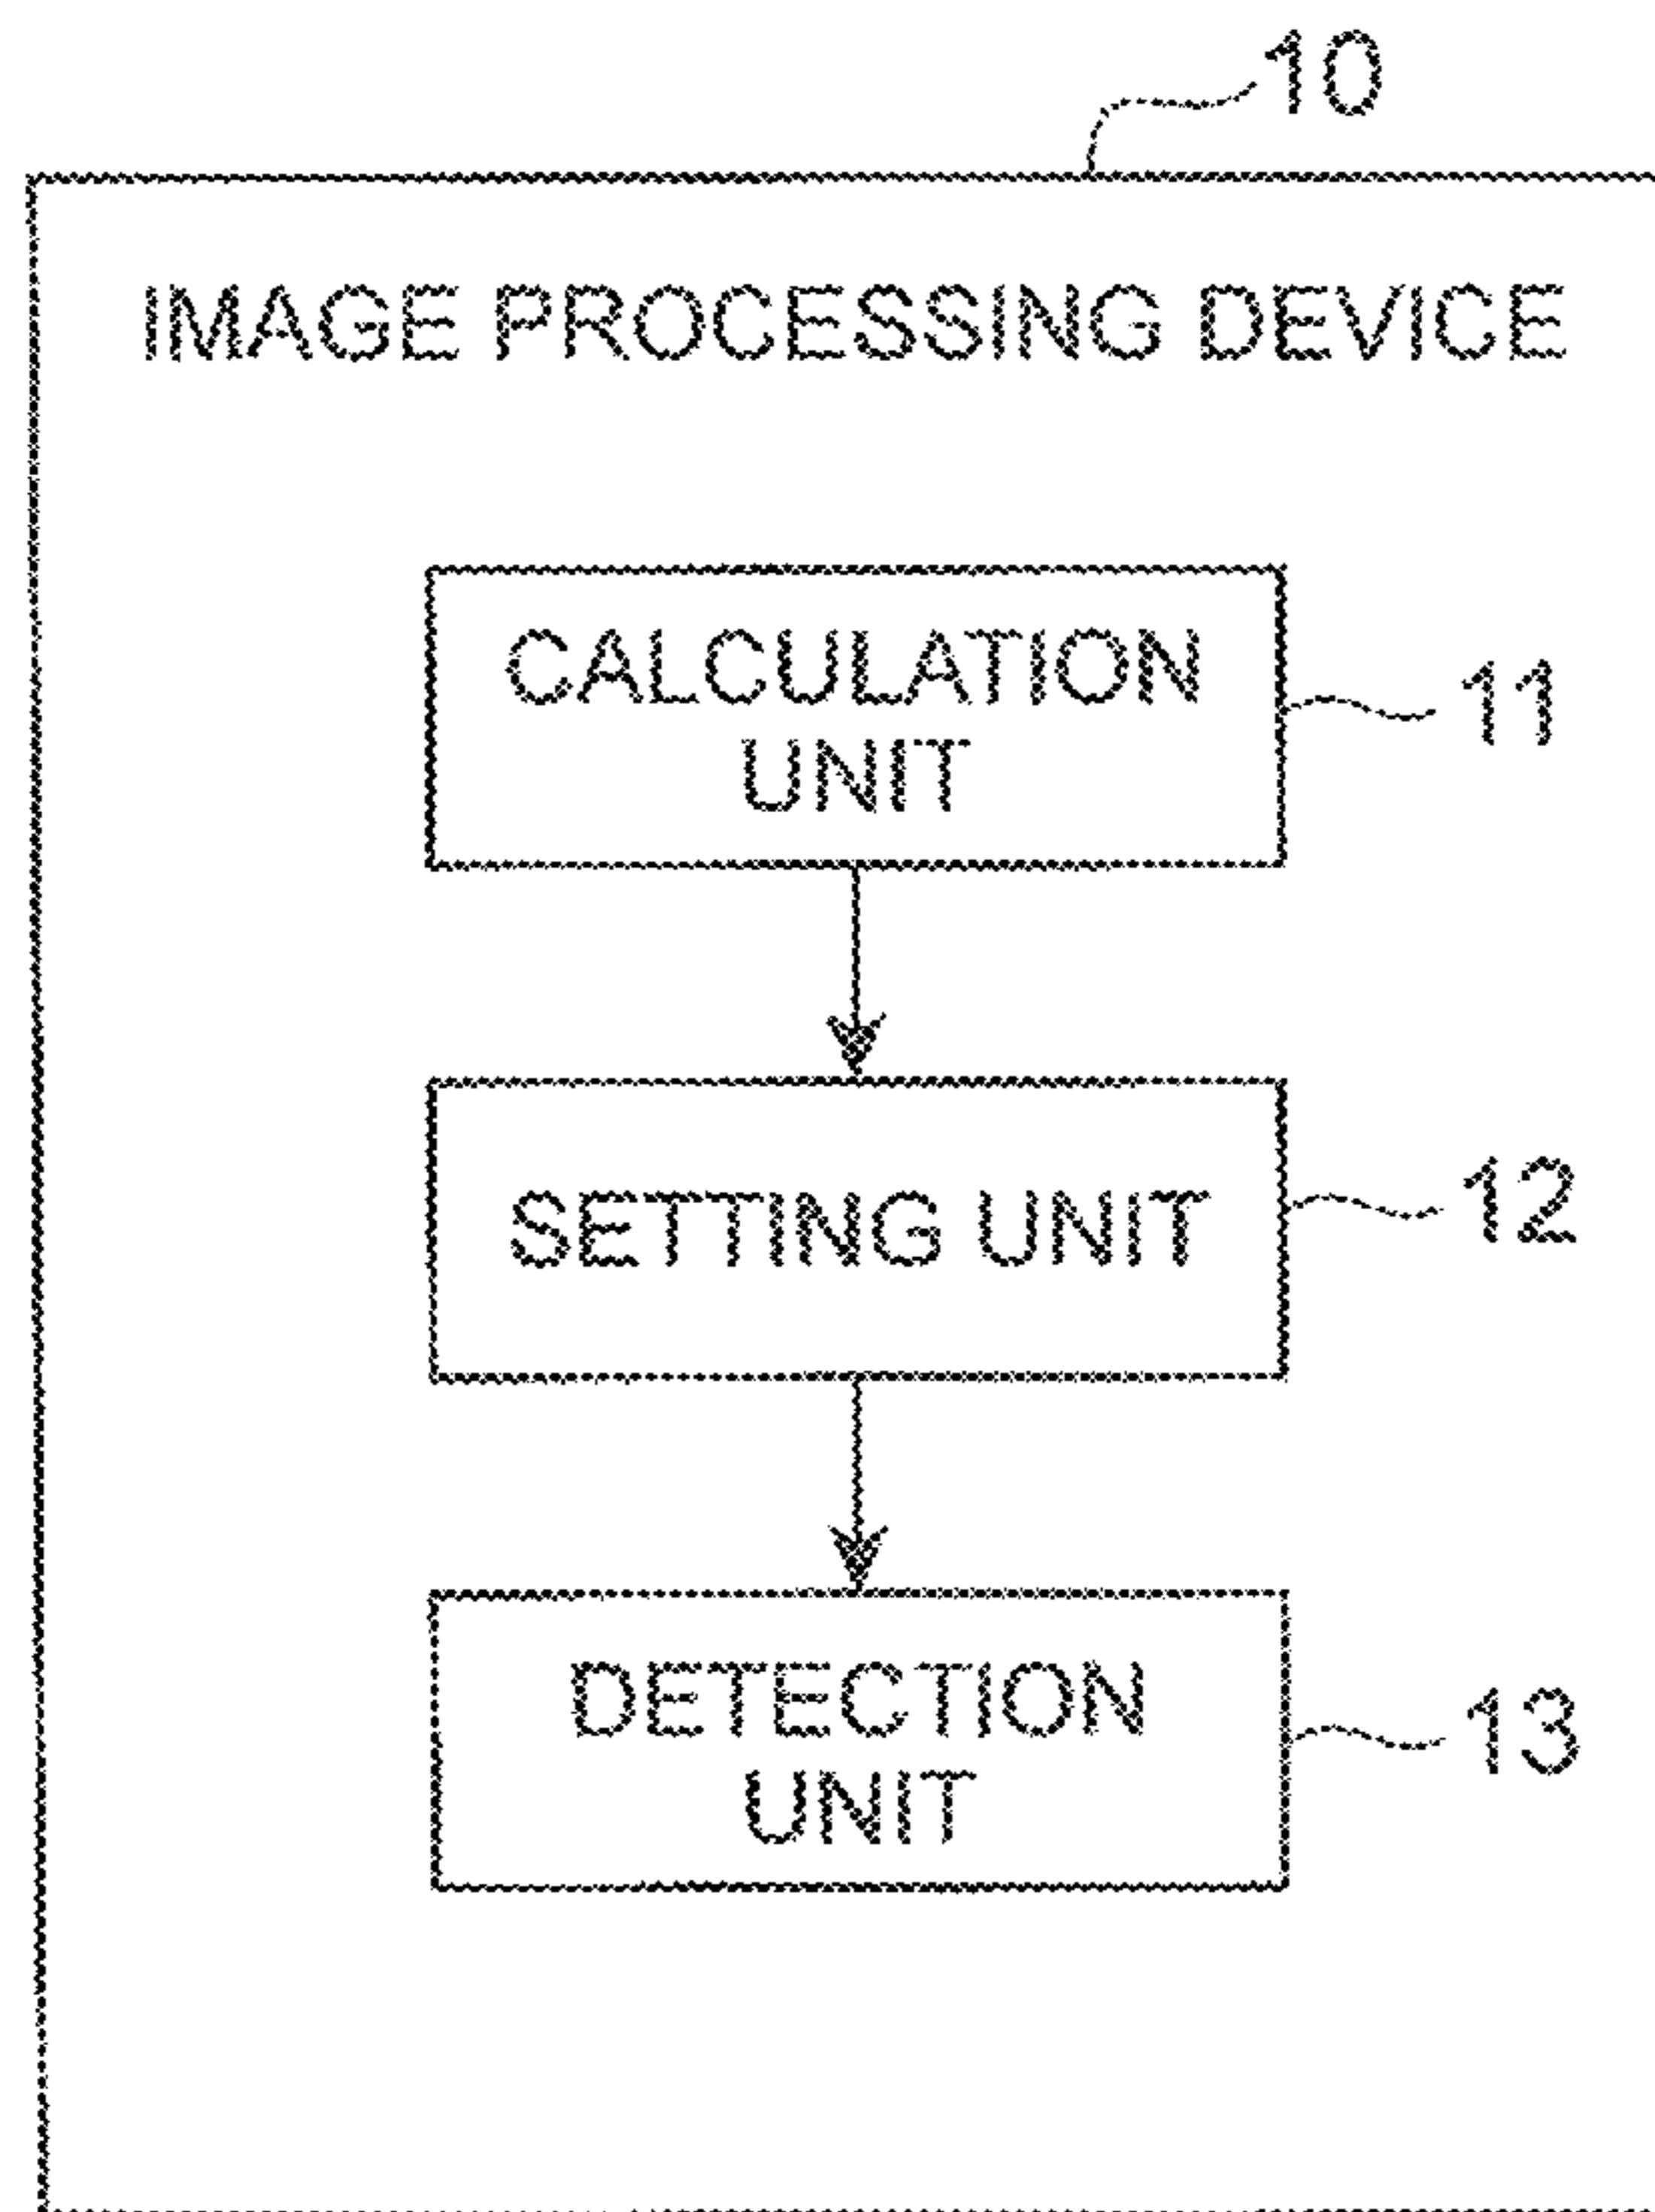 10
IMAGE PROCESSING DEVICE
CALCULATION
UNIT
11
SETTING UNIT
12
DETECTION
UNIT
13